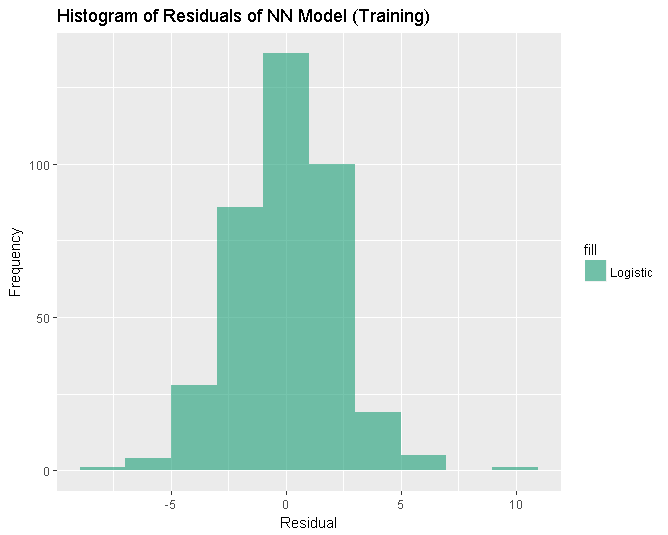 Histogram of Residuals of NN Model (Training)
Frequency
100
50
0
-5
0
5
10
Residual
fill
Logistic